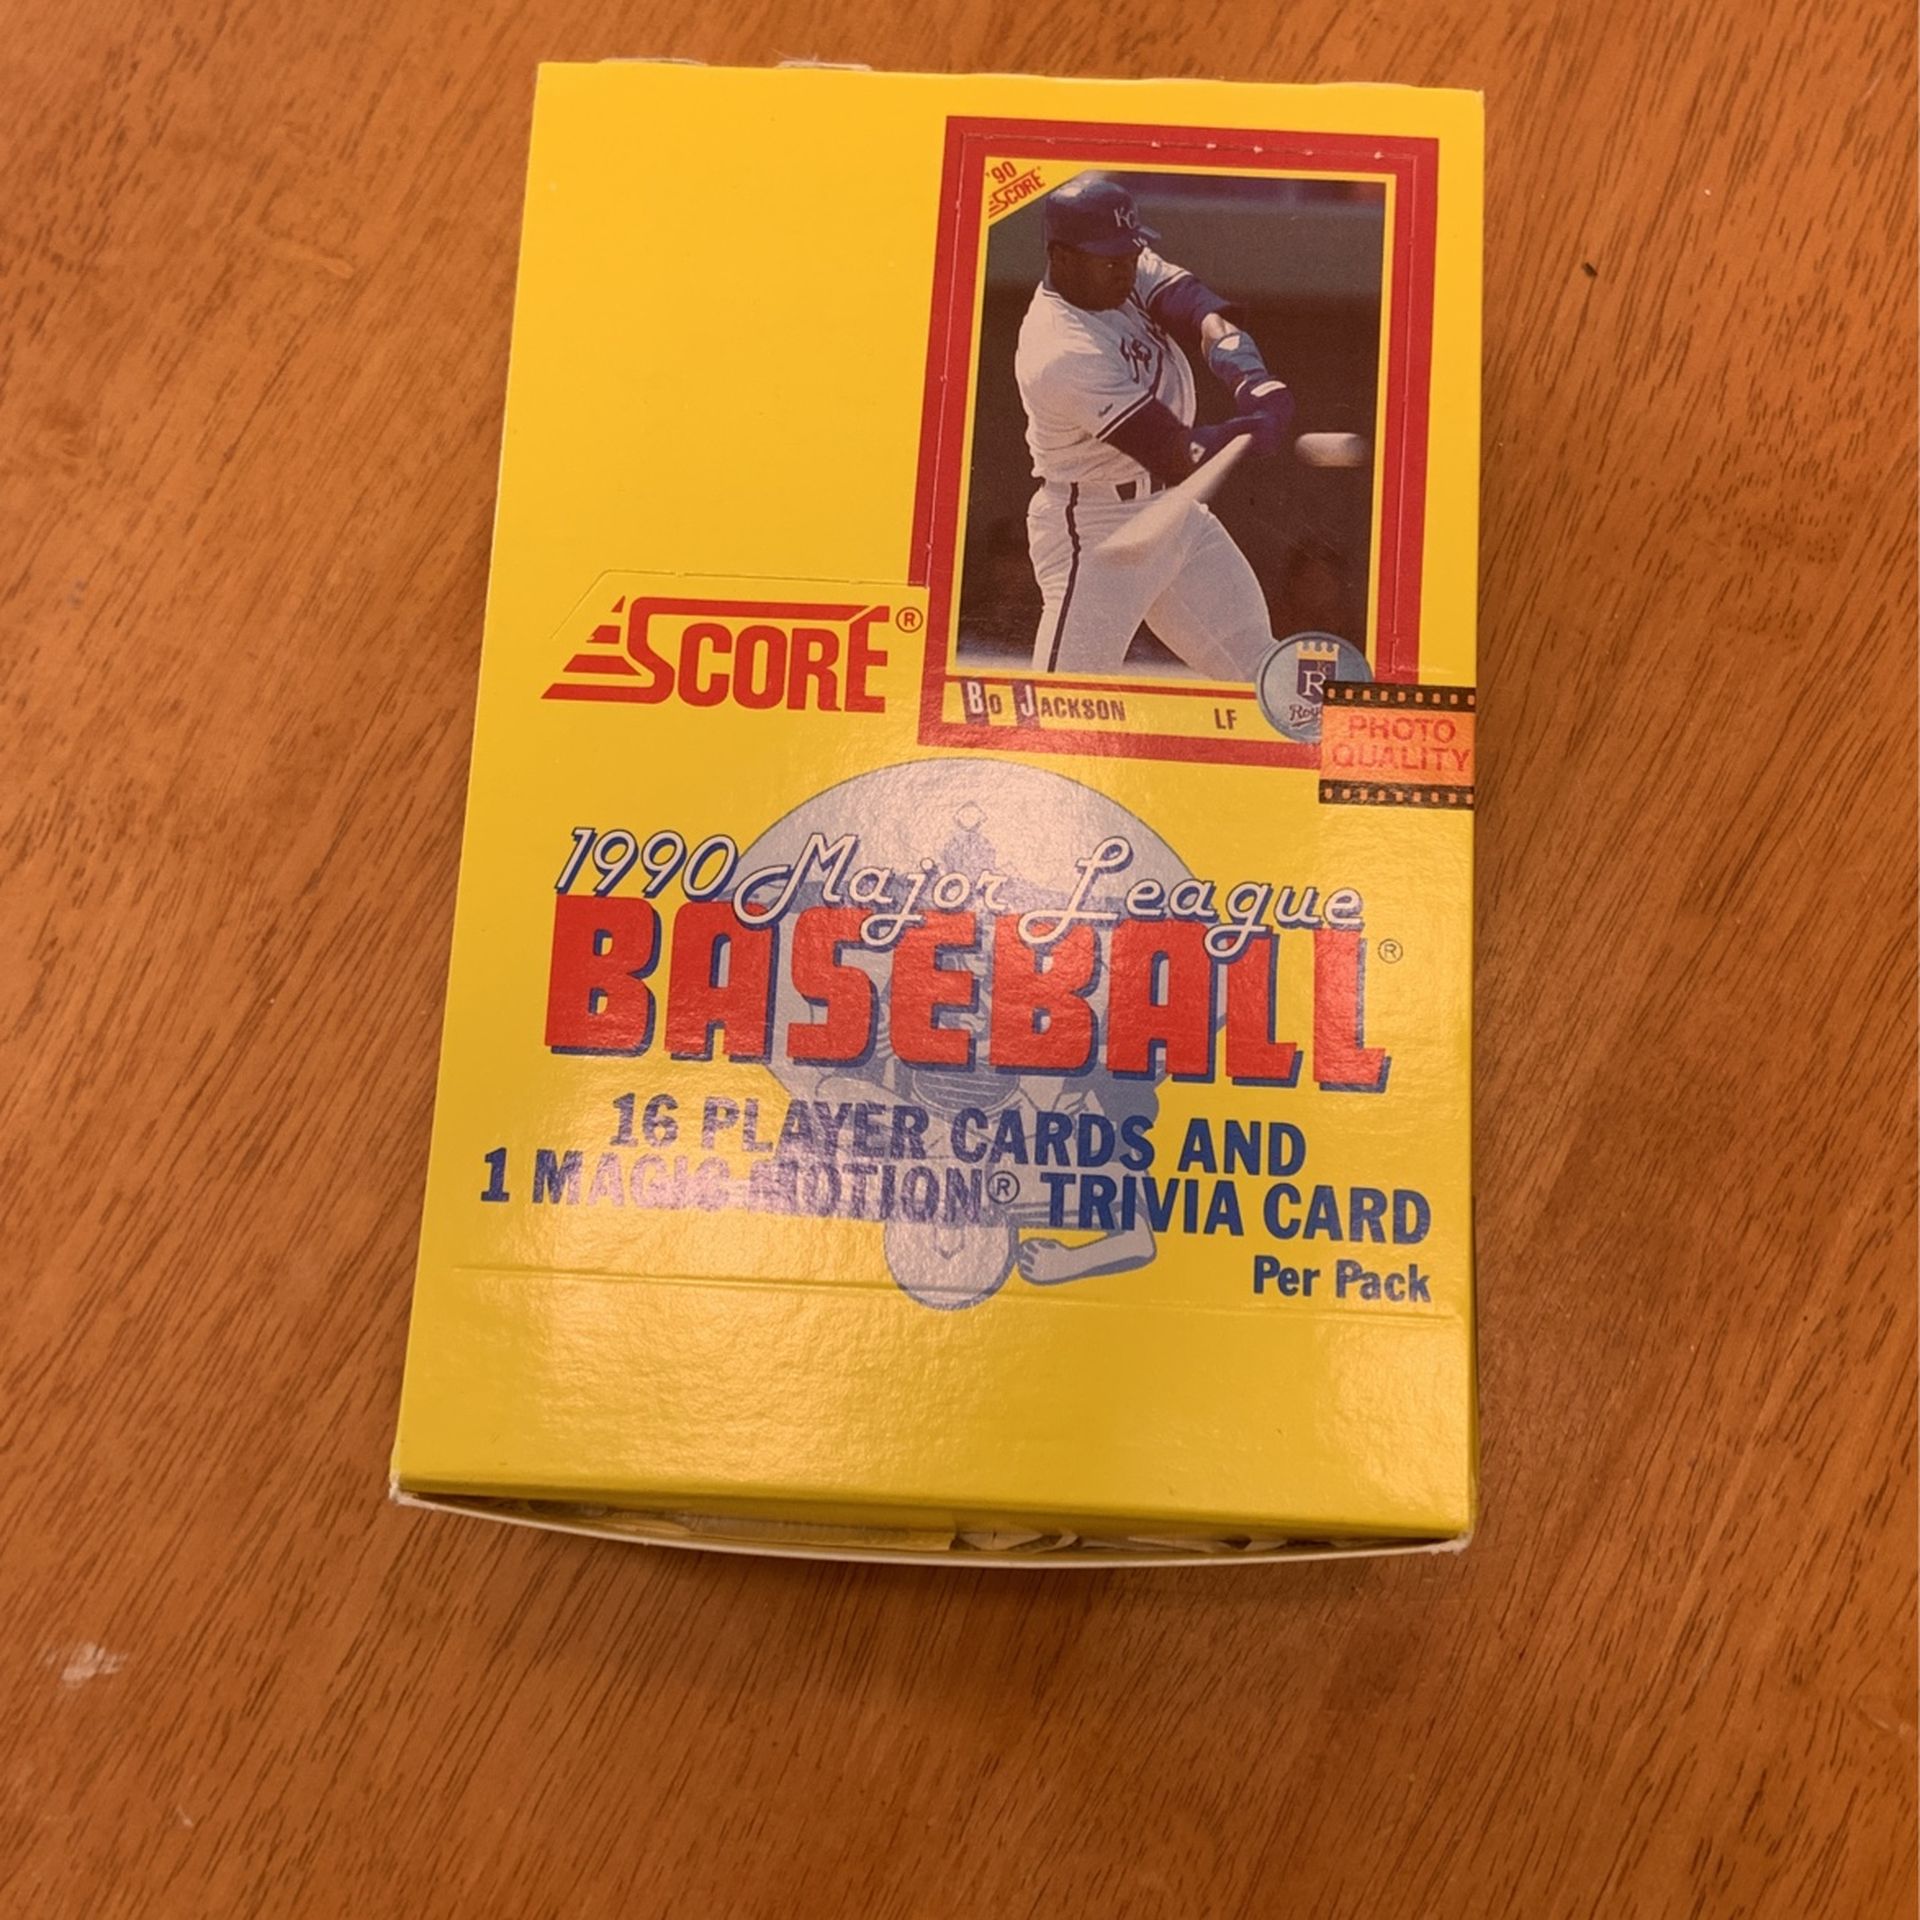 '90
SCORE
KC
SCORE®
BO JACKSON LF
R
PHOTO
QUALITY
1990 Major League
BASEBALL®
16 PLAYER CARDS AND
1 MAGIC MOTION® TRIVIA CARD
Per Pack